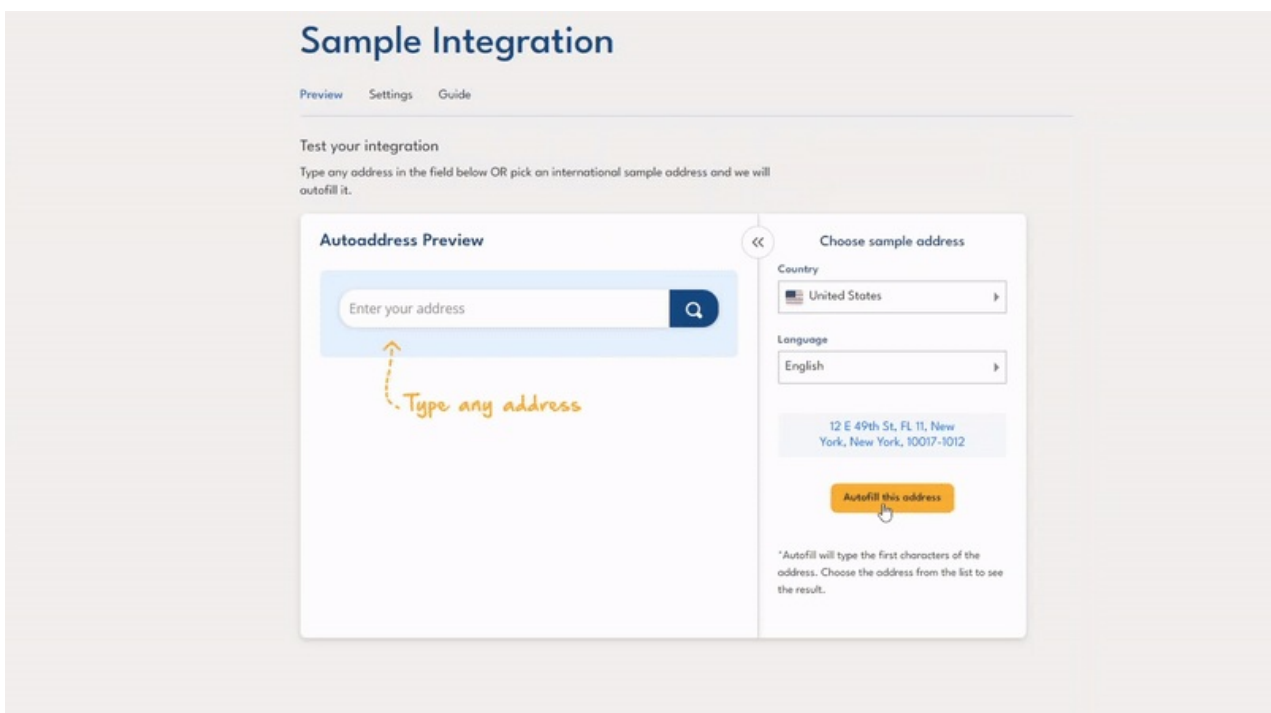 Sample Integration
Preview Settings Guide
Test your integration
Type any address in the field below OR pick an international sample address and we will
autofill it.
Autoaddress Preview
Enter your address
Type any address
Choose sample address
Country
United States
Language
English
12 E 49th St, FL 11, New
York, New York, 10017-1012
Autofill this address
*Autofill will type the first characters of the
address. Choose the address from the list to see
the result.